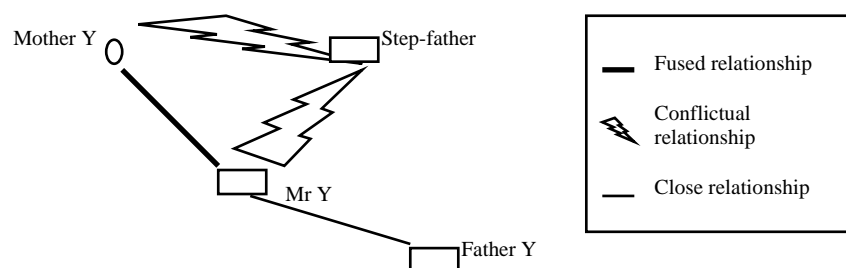 Mother Y
Step-father
Mr Y
Father Y
Fused relationship
Conflictual
relationship
Close relationship